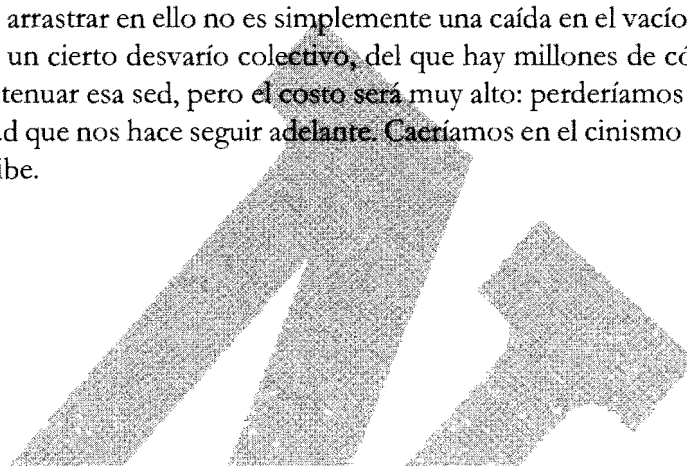 arrastrar en ello no es simplemente una caída en el vacío
un cierto desvarío colectivo, del que hay millones de có
tenuar esa sed, pero el costo será muy alto: perderíamos
ad que nos hace seguir adelante. Caeríamos en el cinismo
ibe.